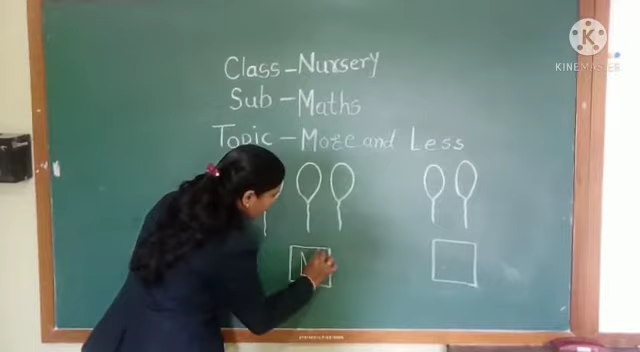 Class - Nursery
Sub - Maths
Topic - More and Less
M
K
KINEMASTER